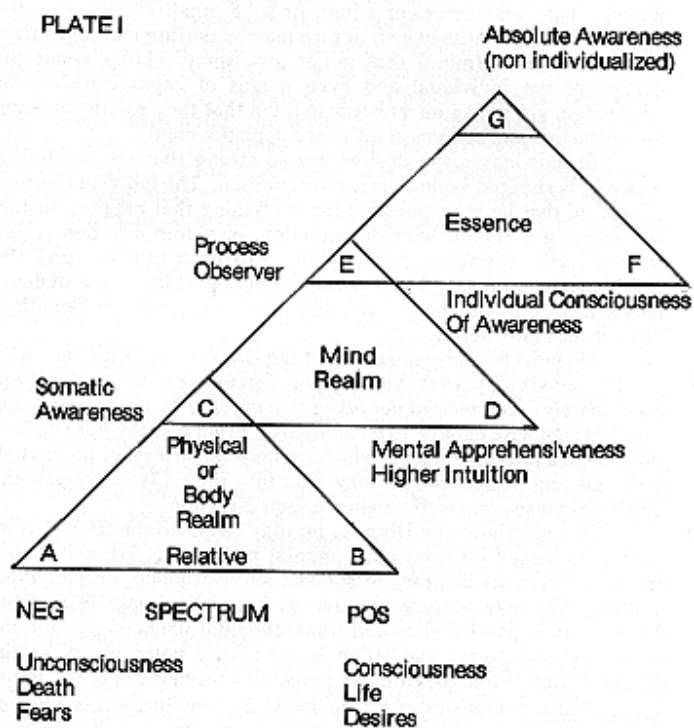 PLATE I
Absolute Awareness
(non individualized)
G
Essence
Process
Observer
E
F
Individual Consciousness
Of Awareness
Mind
Realm
Somatic
Awareness
C
D
Mental Apprehensiveness
Higher Intuition
Physical
or
Body
Realm
A
Relative
B
NEG SPECTRUM POS
Unconsciousness
Death
Fears
Consciousness
Life
Desires